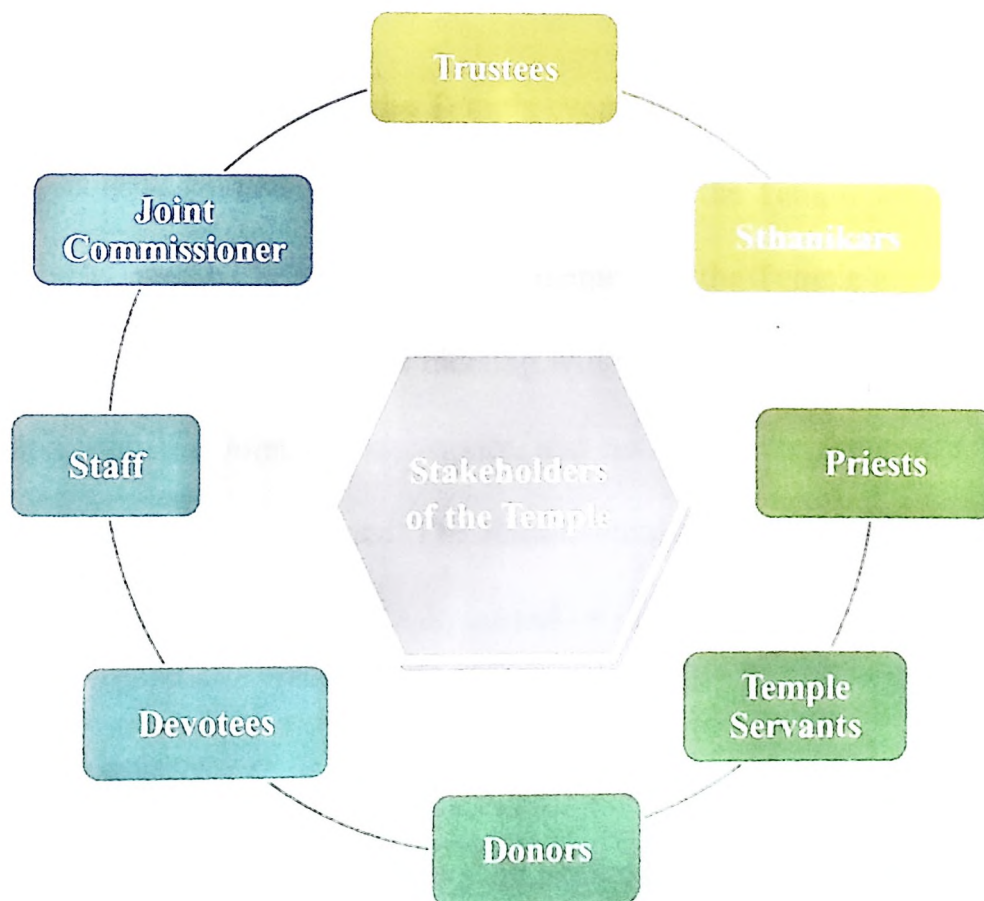 Trustees
Sthanikars
Priests
Temple
Servants
Donors
Devotees
Staff
Joint
Commissioner
Stakeholders
of the Temple